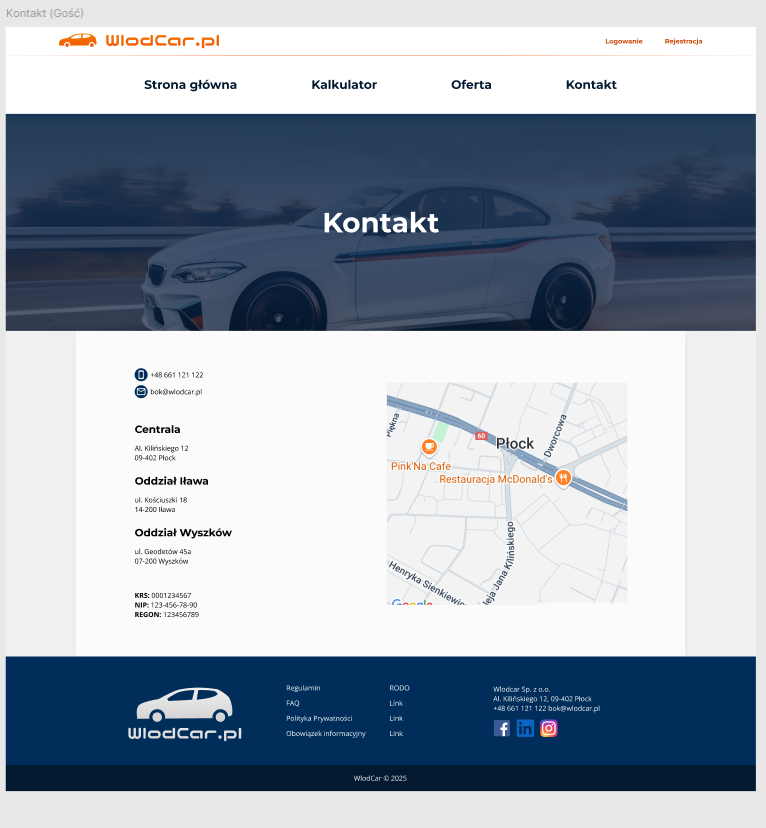 Kontakt (Gość)
WlodCar.pl
Logowanie
Rejestracja
Strona główna
Kalkulator
Oferta
Kontakt
Kontakt
+48 661 121 122
bok@wlodcar.pl
Centrala
Al. Kilińskiego 12
09-402 Płock
Oddział Iława
ul. Kościuszki 18
14-200 Iława
Oddział Wyszków
ul. Geodetów 45a
07-200 Wyszków
KRS: 0001234567
NIP: 123-456-78-90
REGON: 123456789
Piękna
60
Płock
Dworcowa
Pink'Na Cafe
Restauracja McDonald's
Henryka Sienkiewic
leja Jana Kilińskiego
Google
WlodCar.pl
Regulamin
FAQ
Polityka Prywatności
Obowiązek informacyjny
RODO
Link
Link
Link
Wlodcar Sp. z o.o.
Al. Kilińskiego 12, 09-402 Płock
+48 661 121 122 bok@wlodcar.pl
WlodCar © 2025